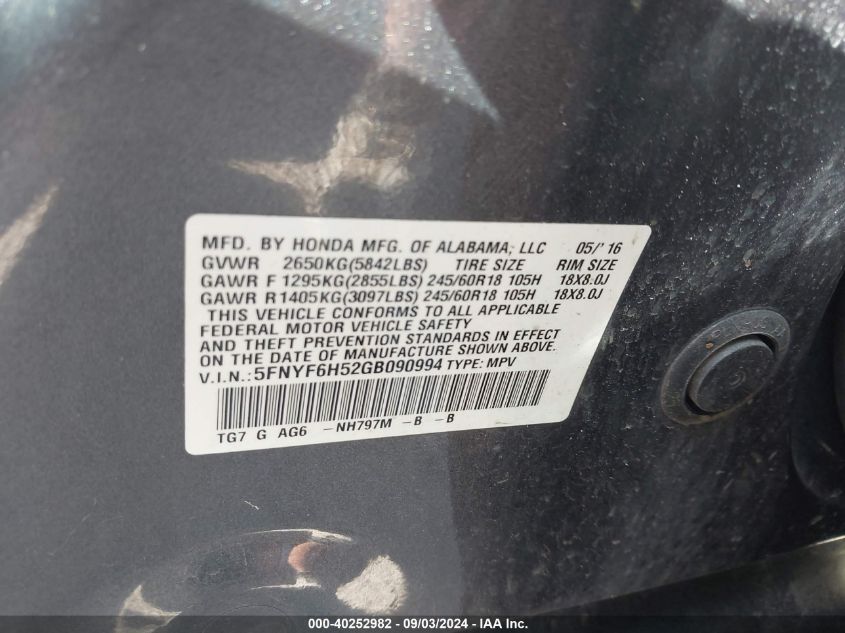 MFD. BY HONDA MFG. OF ALABAMA, LLC 05/'16
GVWR 2650KG(5842LBS) TIRE SIZE RIM SIZE
GAWR F 1295KG(2855LBS) 245/60R18 105H 18X8.0J
GAWR R 1405KG(3097LBS) 245/60R18 105H 18X8.0J
THIS VEHICLE CONFORMS TO ALL APPLICABLE
FEDERAL MOTOR VEHICLE SAFETY
AND THEFT PREVENTION STANDARDS IN EFFECT
ON THE DATE OF MANUFACTURE SHOWN ABOVE.
V.I.N.:5FNYF6H52GB090994 TYPE: MPV
TG7 G AG6 -NH797M -B -B
000-40252982 - 09/03/2024 - IAA, Inc.